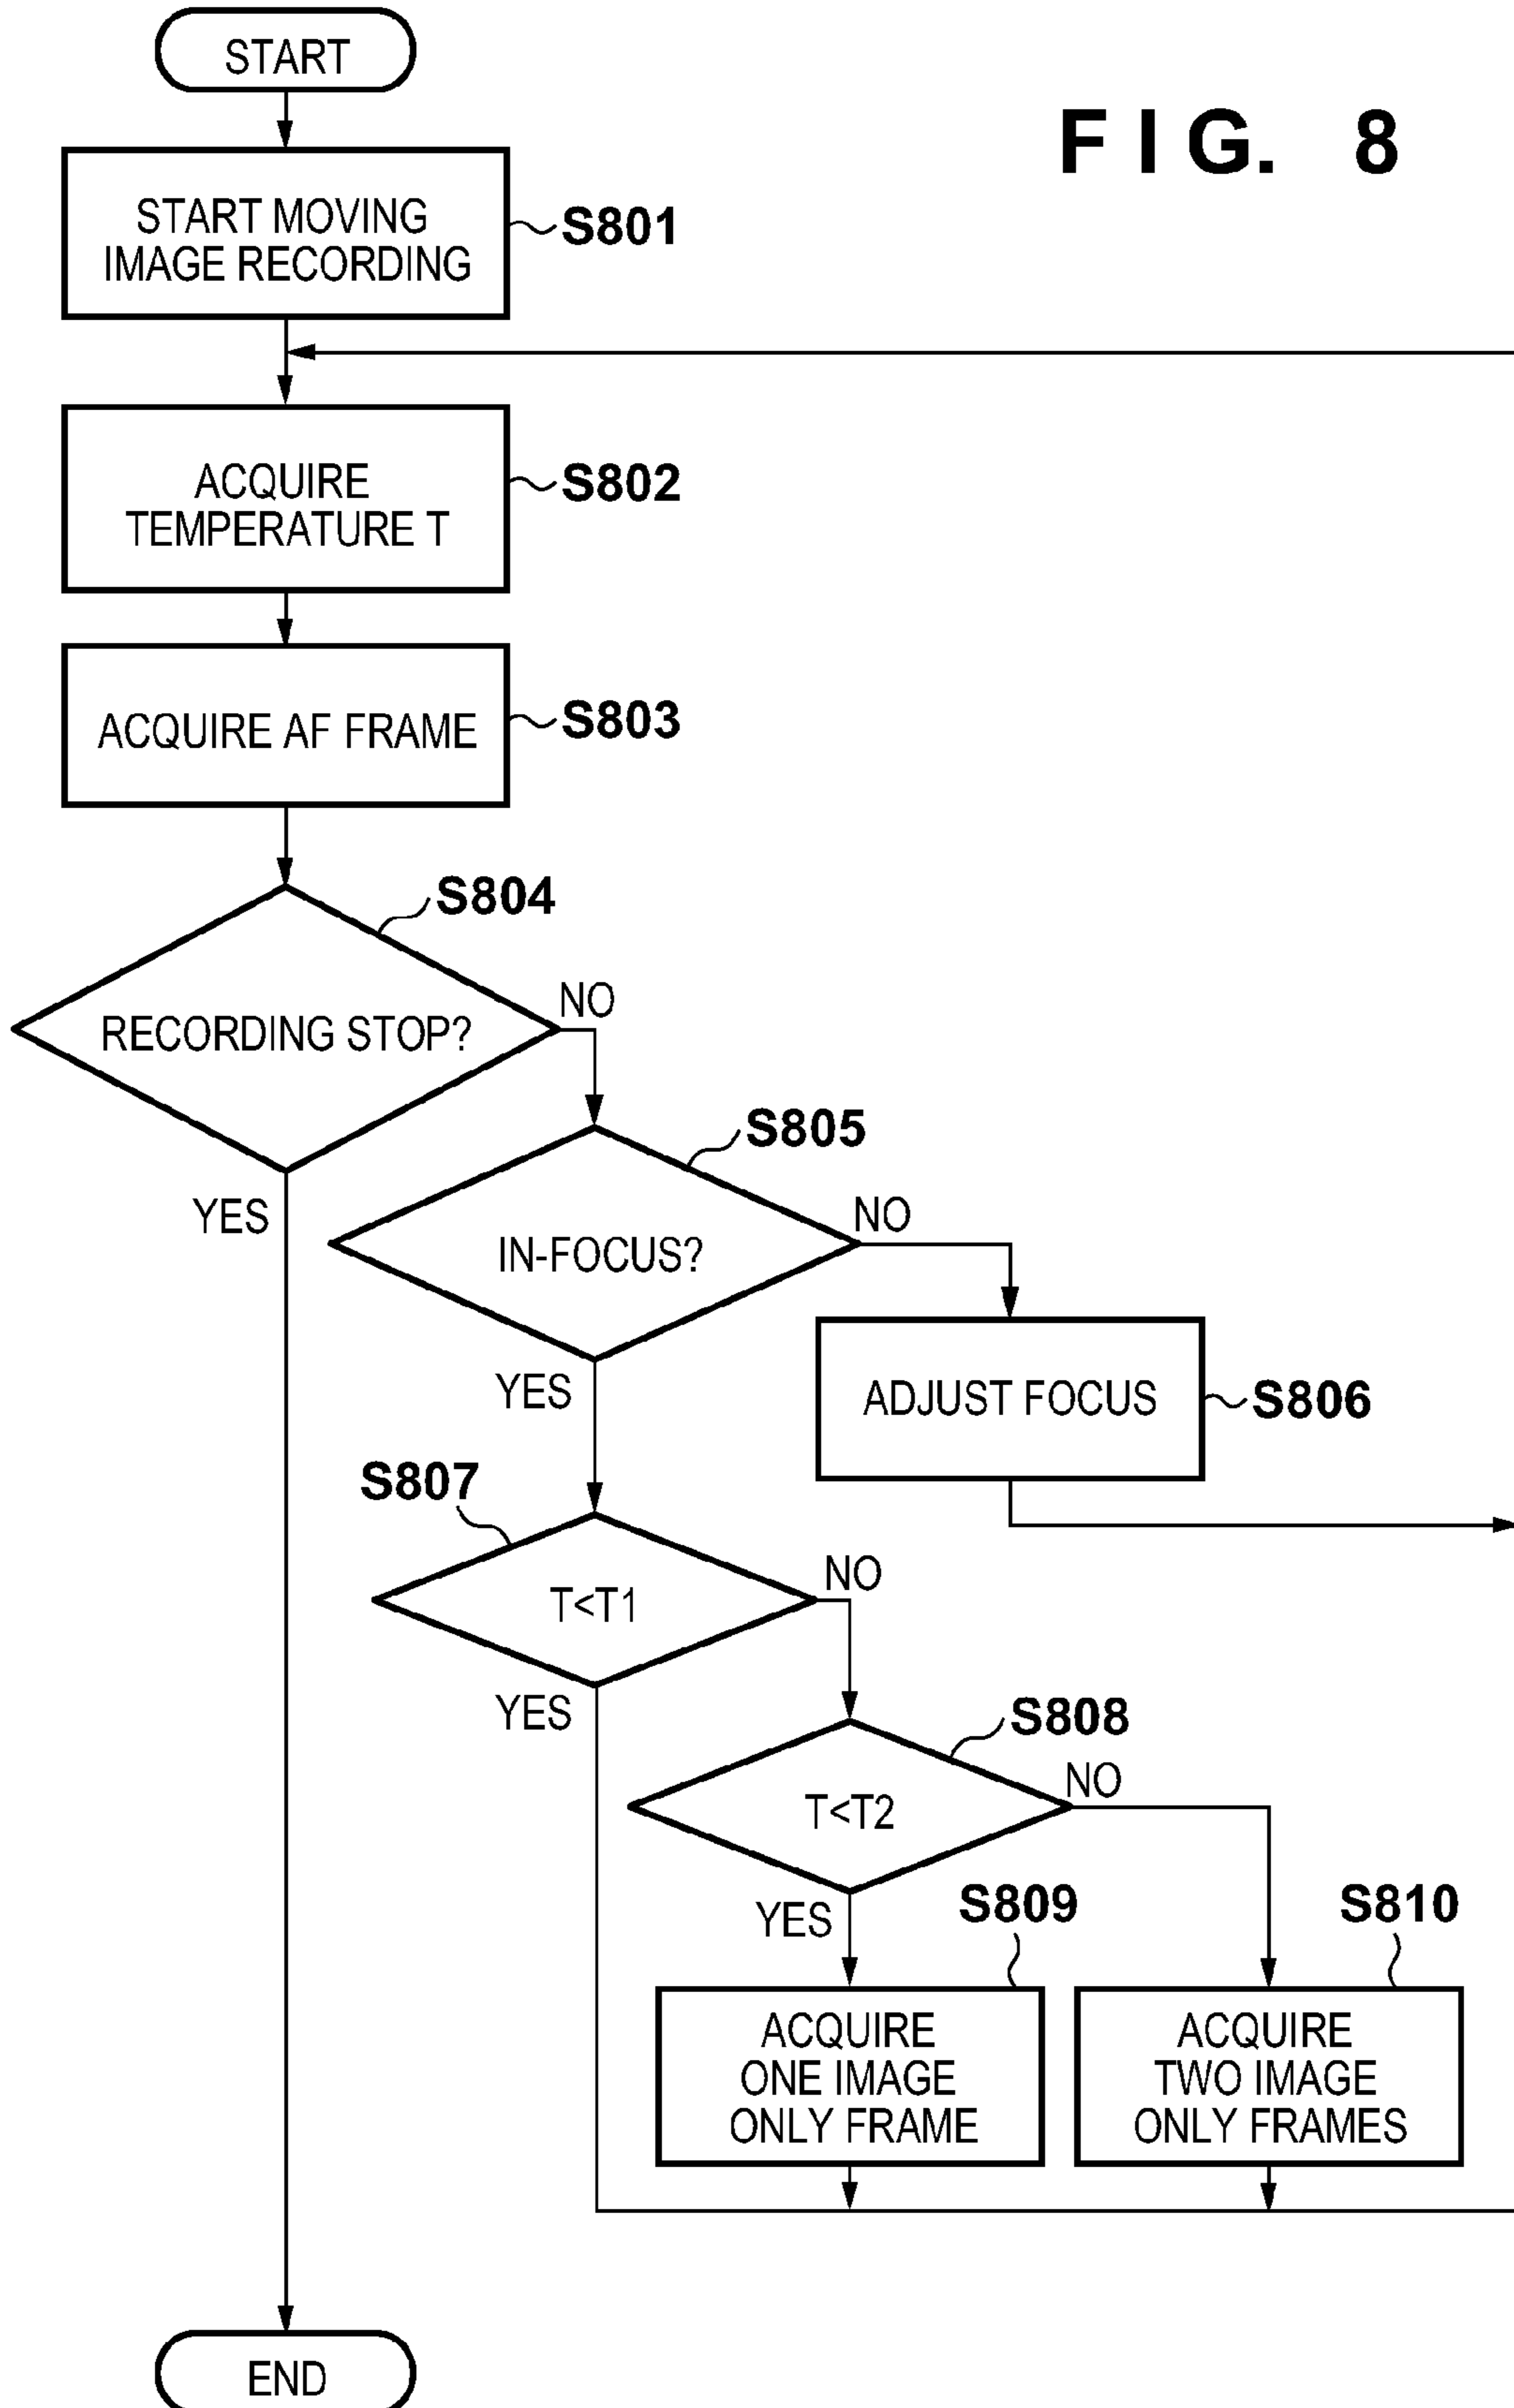 START
FIG. 8
START MOVING
IMAGE RECORDING
S801
ACQUIRE
TEMPERATURE T
S802
ACQUIRE AF FRAME
S803
S804
RECORDING STOP?
NO
YES
S805
IN-FOCUS?
NO
YES
ADJUST FOCUS
S806
S807
T<T1
NO
YES
S808
T<T2
NO
YES
S809
ACQUIRE
ONE IMAGE
ONLY FRAME
S810
ACQUIRE
TWO IMAGE
ONLY FRAMES
END